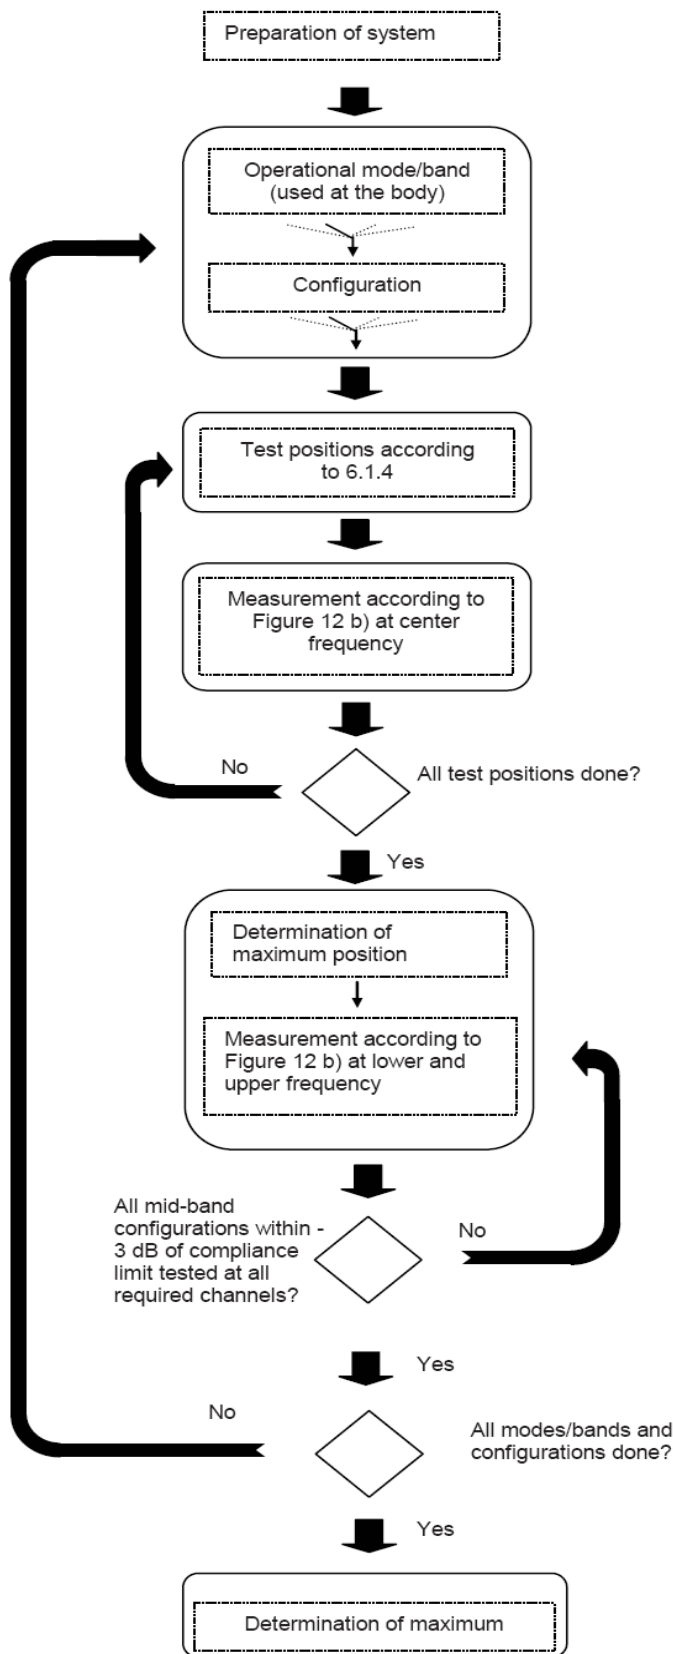 Preparation of system
Operational mode/band
(used at the body)
Configuration
Test positions according
to 6.1.4
Measurement according to
Figure 12 b) at center
frequency
No
All test positions done?
Yes
Determination of
maximum position
Measurement according to
Figure 12 b) at lower and
upper frequency
All mid-band
configurations within -
3 dB of compliance
limit tested at all
required channels?
No
Yes
No
All modes/bands and
configurations done?
Yes
Determination of maximum